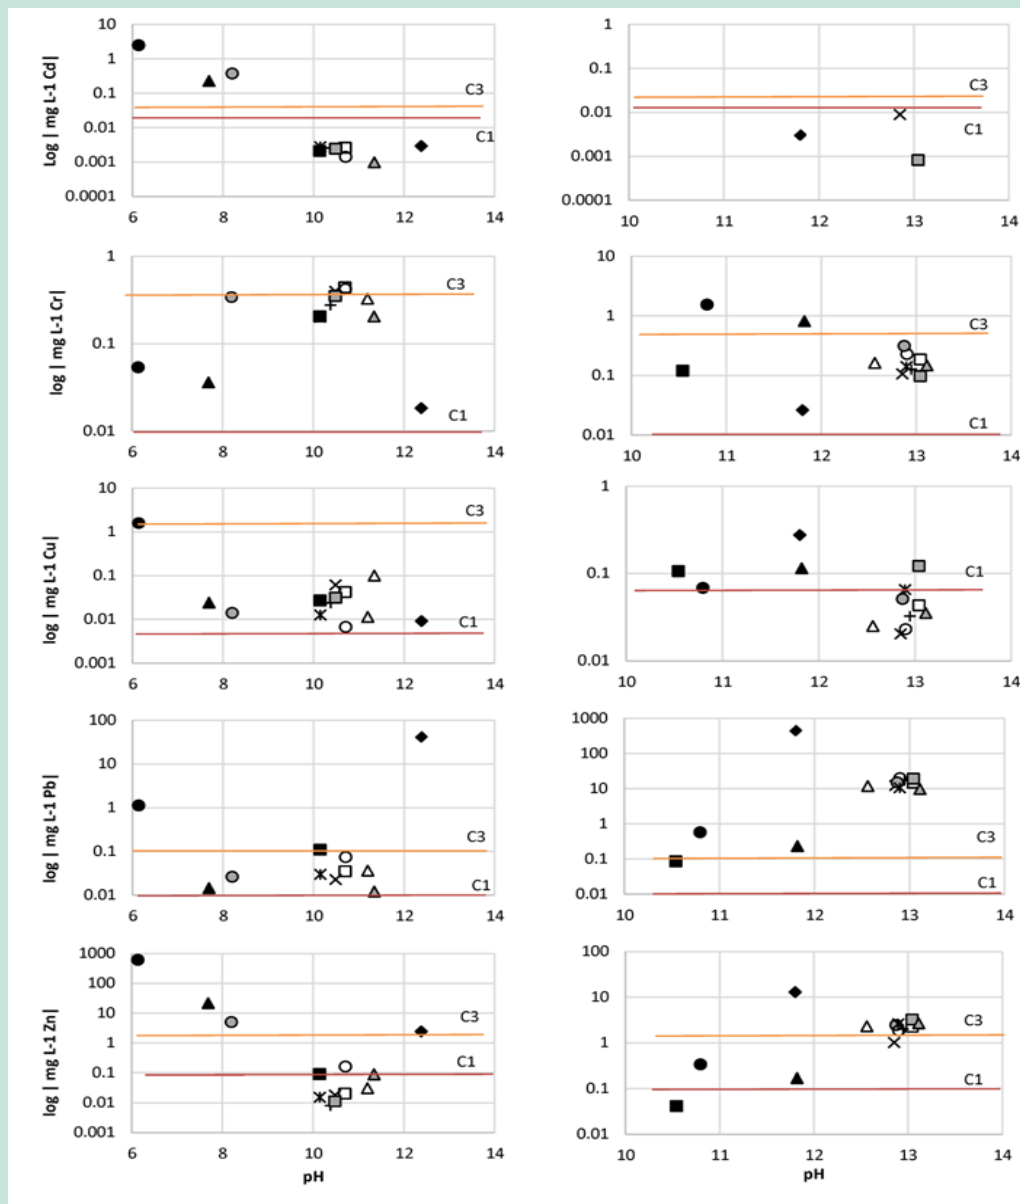 Log | mg L-1 Cd|
10
1
0.1
0.01
0.001
0.0001
6 8 10 12 14
C3
C1
1
0.1
0.01
0.001
0.0001
10 11 12 13 14
C3
C1
log | mg L-1 Cr|
1
0.1
0.01
6 8 10 12 14
C3
C1
10
1
0.1
0.01
10 11 12 13 14
C3
C1
log | mg L-1 Cu|
10
1
0.1
0.01
0.001
6 8 10 12 14
C3
C1
1
0.1
0.01
10 11 12 13 14
C1
log | mg L-1 Pb|
100
10
1
0.1
0.01
6 8 10 12 14
C3
C1
1000
100
10
1
0.1
0.01
10 11 12 13 14
C3
C1
log | mg L-1 Zn|
1000
100
10
1
0.1
0.01
0.001
6 8 10 12 14
pH
C3
C1
100
10
1
0.1
0.01
10 11 12 13 14
pH
C3
C1